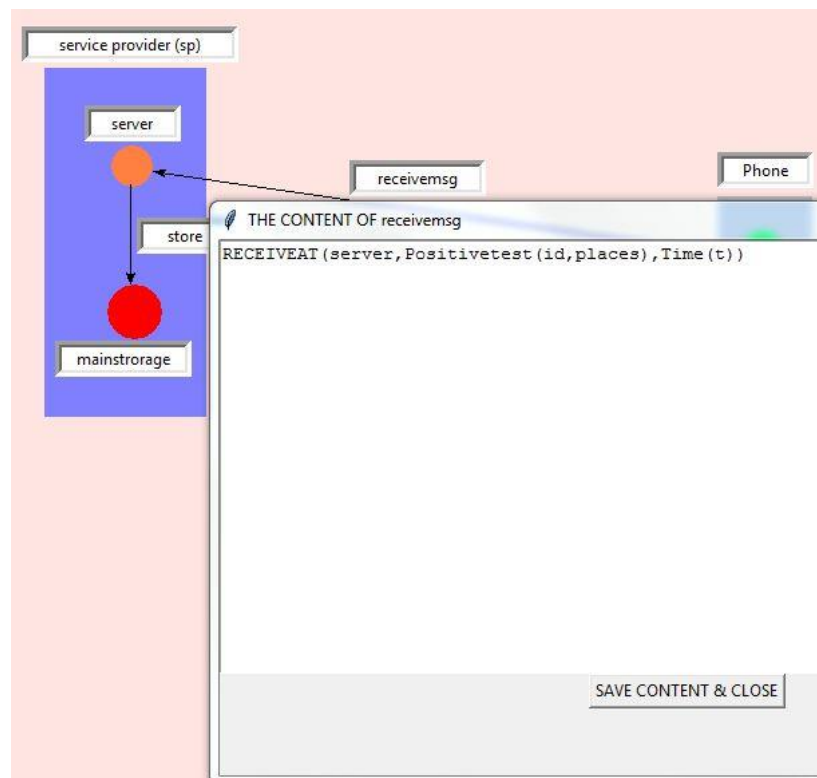 service provider (sp)
server
receivemsg
Phone
store
mainstrorage
THE CONTENT OF receivemsg
RECEIVEAT(server,Positivetest(id,places),Time(t))
SAVE CONTENT & CLOSE